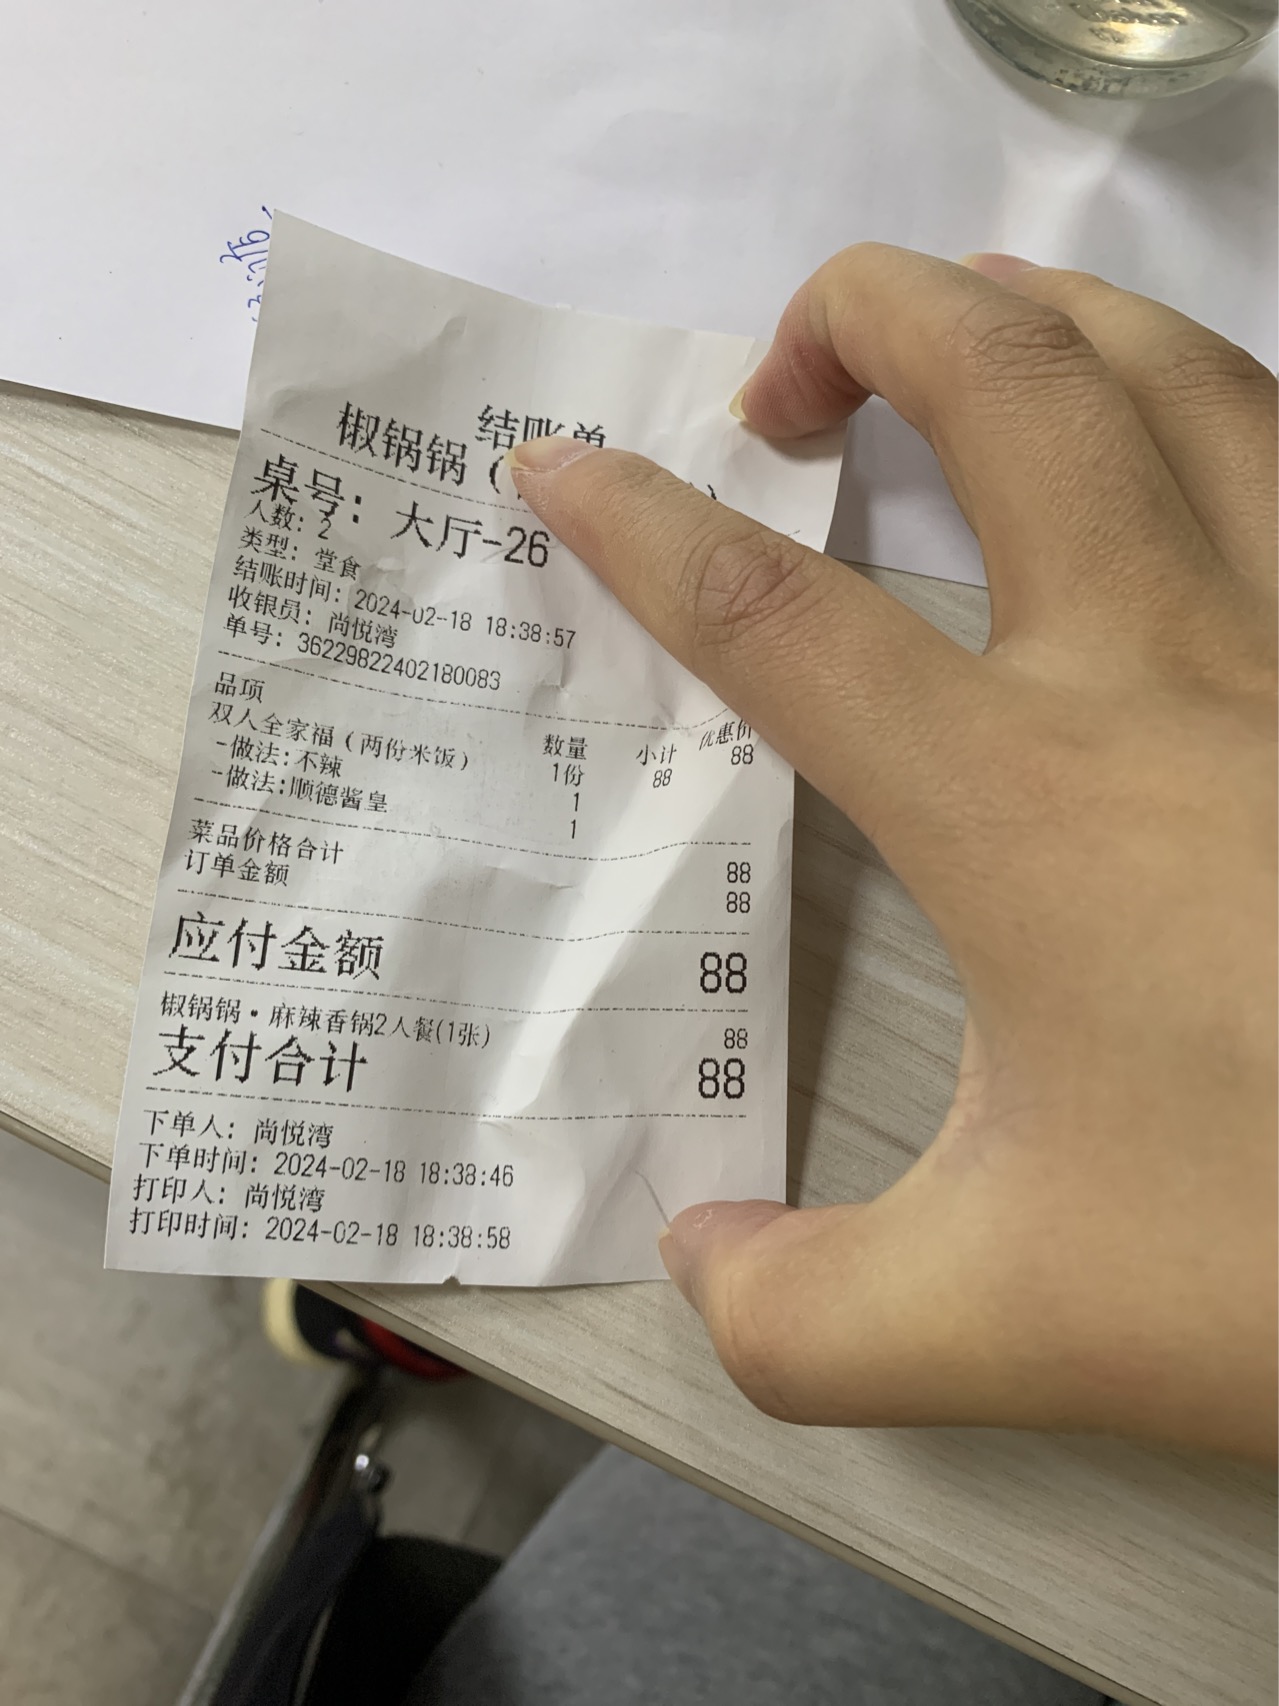 结账单
椒锅锅（
桌号：大厅-26
人数：2
类型：堂食
结账时间：2024-02-18 18:38:57
收银员：尚悦湾
单号：36229822402180083
品项 数量 小计 优惠价
双人全家福（两份米饭） 1份 88 88
-做法:不辣 1
-做法:顺德酱皇 1
菜品价格合计 88
订单金额 88
应付金额 88
椒锅锅·麻辣香锅2人餐(1张) 88
支付合计 88
下单人：尚悦湾
下单时间：2024-02-18 18:38:46
打印人：尚悦湾
打印时间：2024-02-18 18:38:58